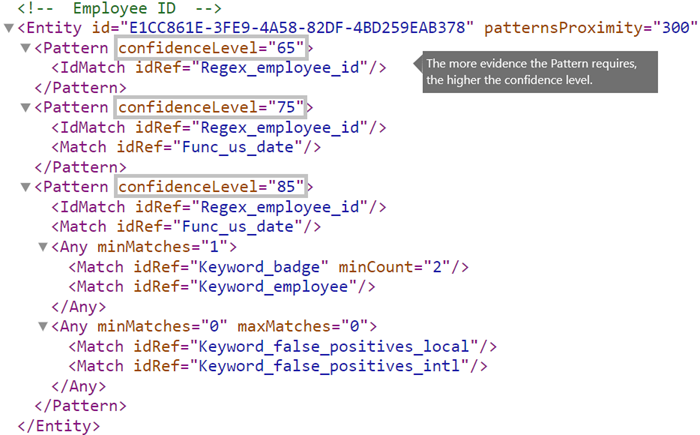 <!--  Employee ID  -->
<Entity id="E1CC861E-3FE9-4A58-82DF-4BD259EAB378" patternsProximity="300"
<Pattern confidenceLevel="65">
<IdMatch idRef="Regex_employee_id"/>
</Pattern>
The more evidence the Pattern requires,
the higher the confidence level.
<Pattern confidenceLevel="75">
<IdMatch idRef="Regex_employee_id"/>
<Match idRef="Func_us_date"/>
</Pattern>
<Pattern confidenceLevel="85">
<IdMatch idRef="Regex_employee_id"/>
<Match idRef="Func_us_date"/>
<Any minMatches="1">
<Match idRef="Keyword_badge" minCount="2"/>
<Match idRef="Keyword_employee"/>
</Any>
<Any minMatches="0" maxMatches="0">
<Match idRef="Keyword_false_positives_local"/>
<Match idRef="Keyword_false_positives_intl"/>
</Any>
</Pattern>
</Entity>